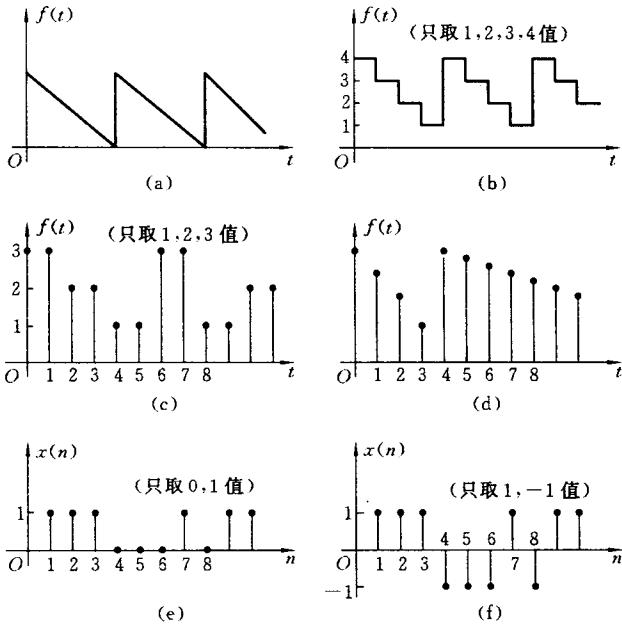 f(t)
O
t
(a)
f(t)
(只取1,2,3,4值)
4
3
2
1
O
t
(b)
f(t)
(只取1,2,3值)
3
2
1
O
1 2 3 4 5 6 7 8
t
(c)
f(t)
O
1 2 3 4 5 6 7 8
t
(d)
x(n)
(只取0,1值)
1
O
1 2 3 4 5 6 7 8
n
(e)
x(n)
(只取1,-1值)
1
4 5 6 8
O
1 2 3 7
n
-1
(f)